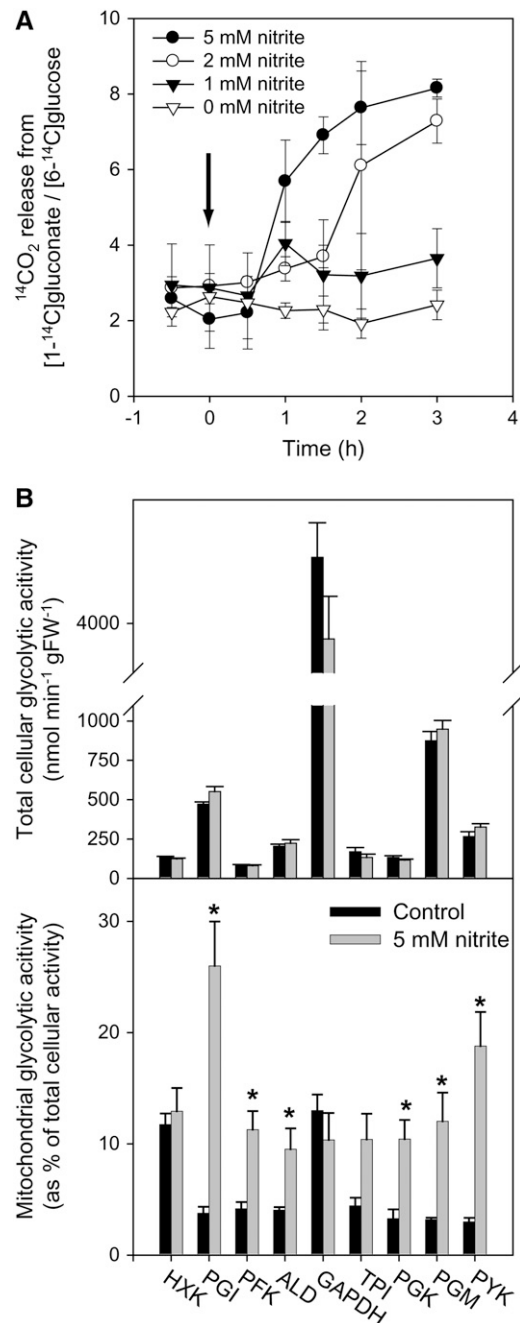 A
10
8
6
4
2
0
5 mM nitrite
2 mM nitrite
1 mM nitrite
0 mM nitrite
¹⁴CO₂ release from
[1-¹⁴C]gluconate / [6-¹⁴C]glucose
-1 0 1 2 3 4
Time (h)
B
4000
1000
750
500
250
0
Total cellular glycolytic acitivity
(nmol min⁻¹ gFW⁻¹)
30
20
10
0
Control
5 mM nitrite
* * * * * *
Mitochondrial glycolytic acitivity
(as % of total cellular activity)
HXK PGI PFK ALD GAPDH TPI PGK PGM PYK